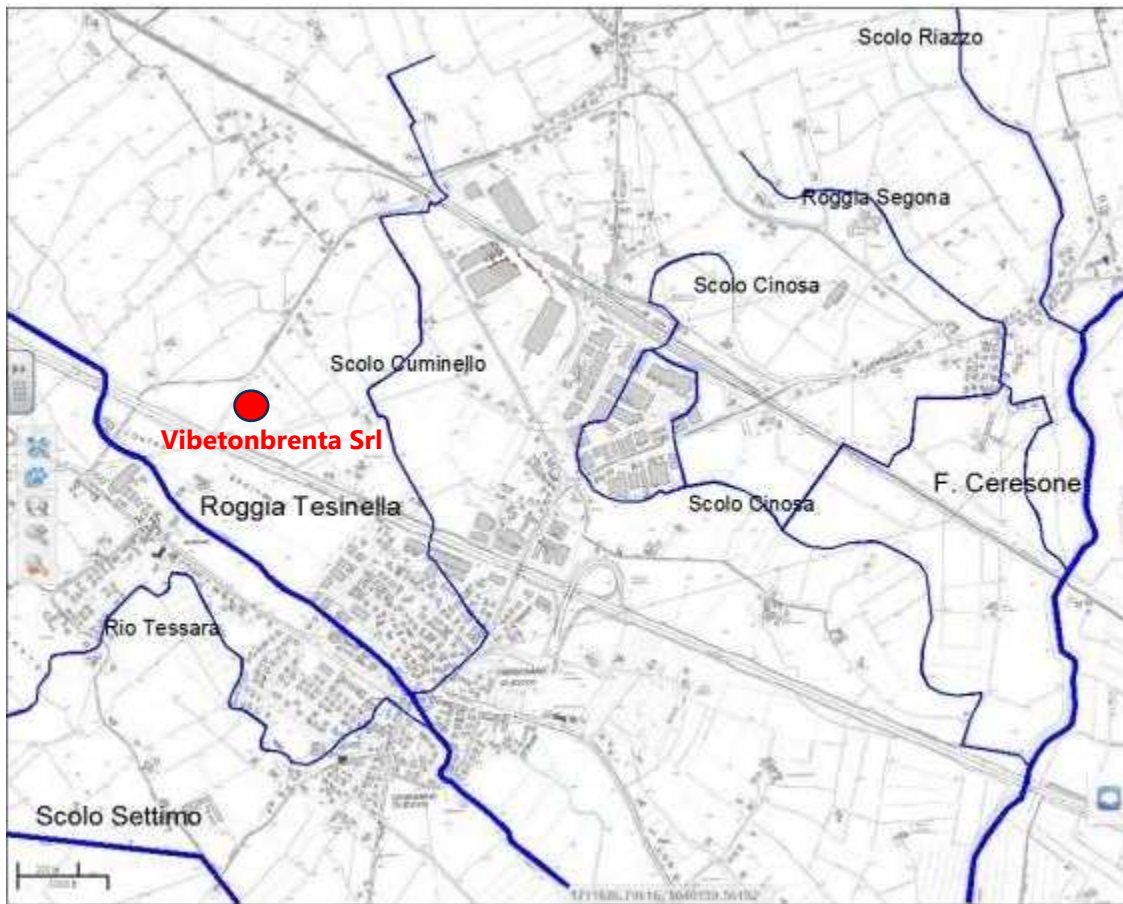 Scolo Riazzo
Roggia Segona
Scolo Cinosa
Scolo Cuminello
Vibetonbrenta Srl
Roggia Tesinella
Scolo Cinosa
F. Ceresone
Rio Tessara
Scolo Settimo